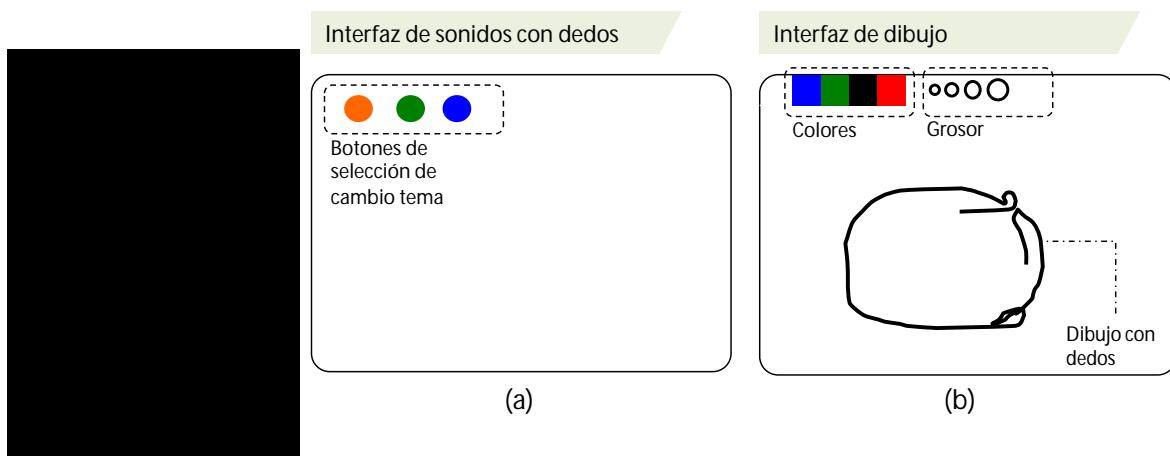 Interfaz de sonidos con dedos
Botones de
selección de
cambio tema
(a)
Interfaz de dibujo
Colores
Grosor
Dibujo con
dedos
(b)